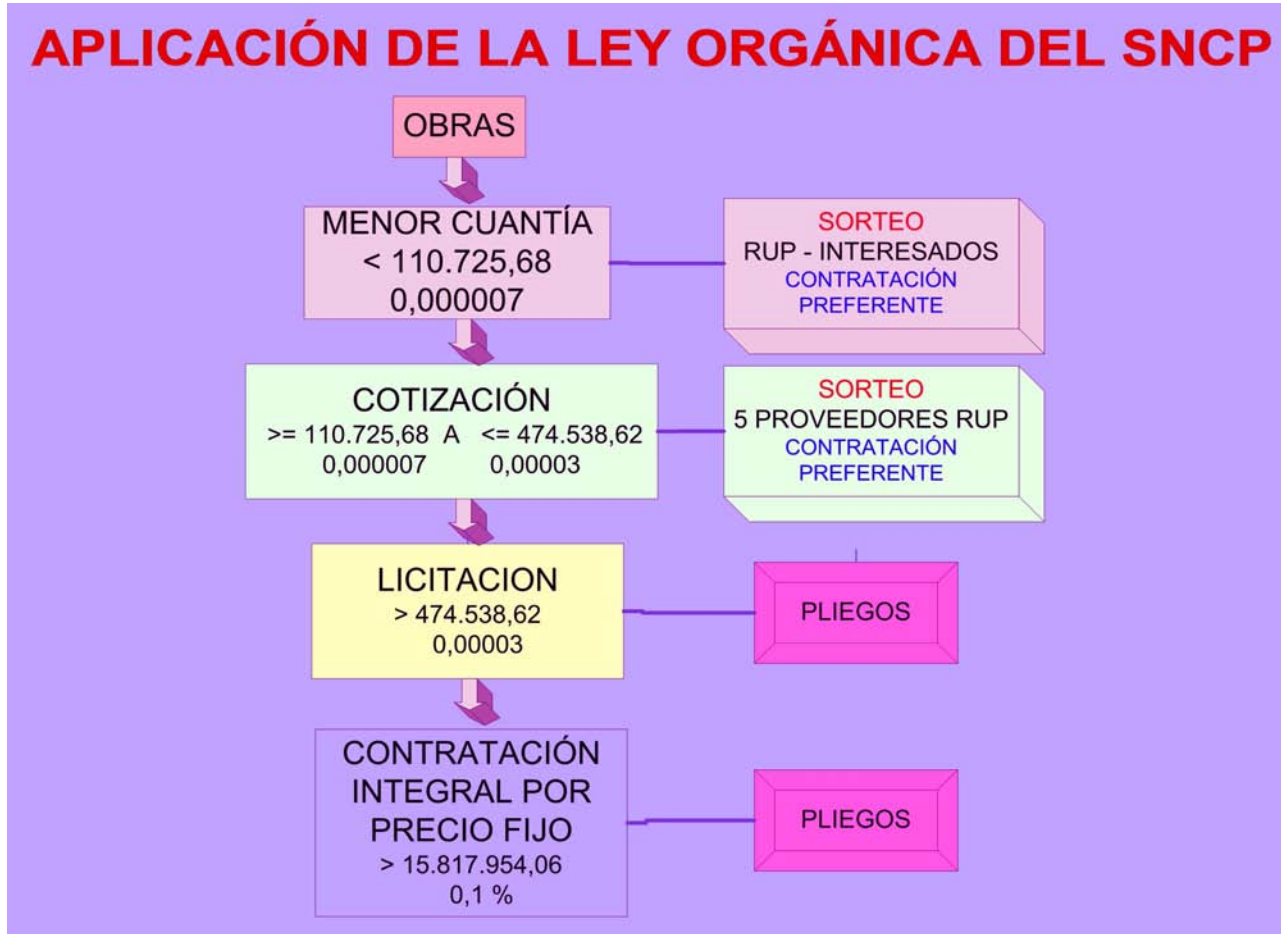 APLICACIÓN DE LA LEY ORGÁNICA DEL SNCP
OBRAS
MENOR CUANTÍA
< 110.725,68
0,000007
SORTEO
RUP - INTERESADOS
CONTRATACIÓN
PREFERENTE
COTIZACIÓN
>= 110.725,68 A <= 474.538,62
0,000007 0,00003
SORTEO
5 PROVEEDORES RUP
CONTRATACIÓN
PREFERENTE
LICITACION
> 474.538,62
0,00003
PLIEGOS
CONTRATACIÓN
INTEGRAL POR
PRECIO FIJO
> 15.817.954,06
0,1 %
PLIEGOS